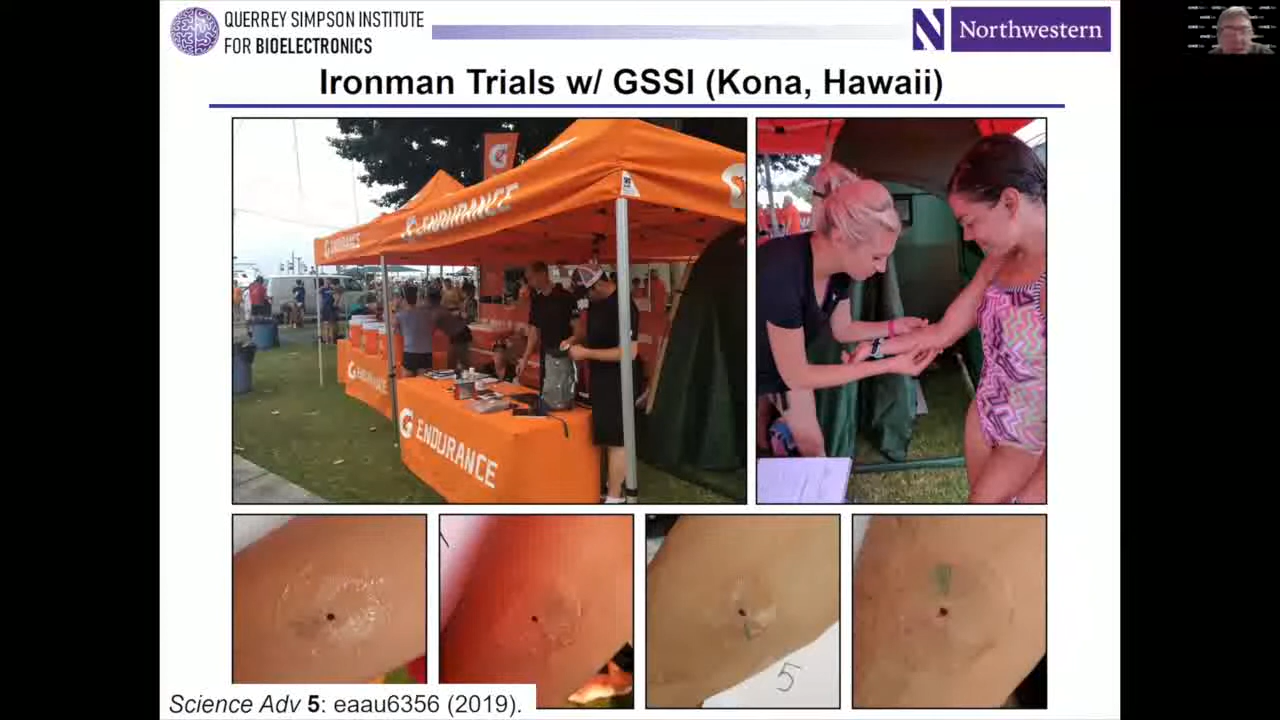 QUERREY SIMPSON INSTITUTE
FOR BIOELECTRONICS
N Northwestern
Ironman Trials w/ GSSI (Kona, Hawaii)
G
G ENDURANCE
G ENDURANCE
G ENDURANCE
G ENDURANCE
5
Science Adv 5: eaau6356 (2019).